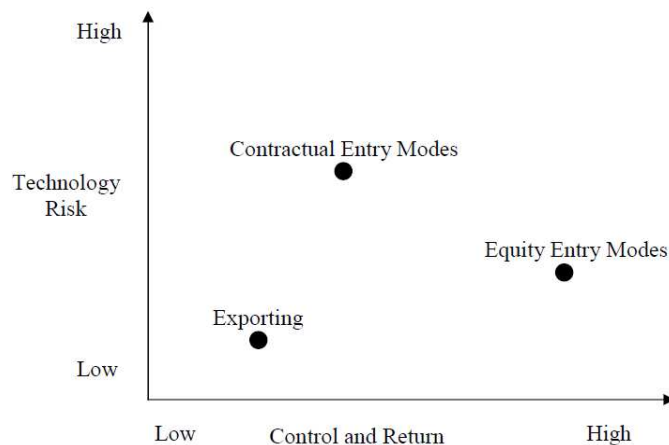 High
Contractual Entry Modes
Technology
Risk
Equity Entry Modes
Exporting
Low
Low
Control and Return
High